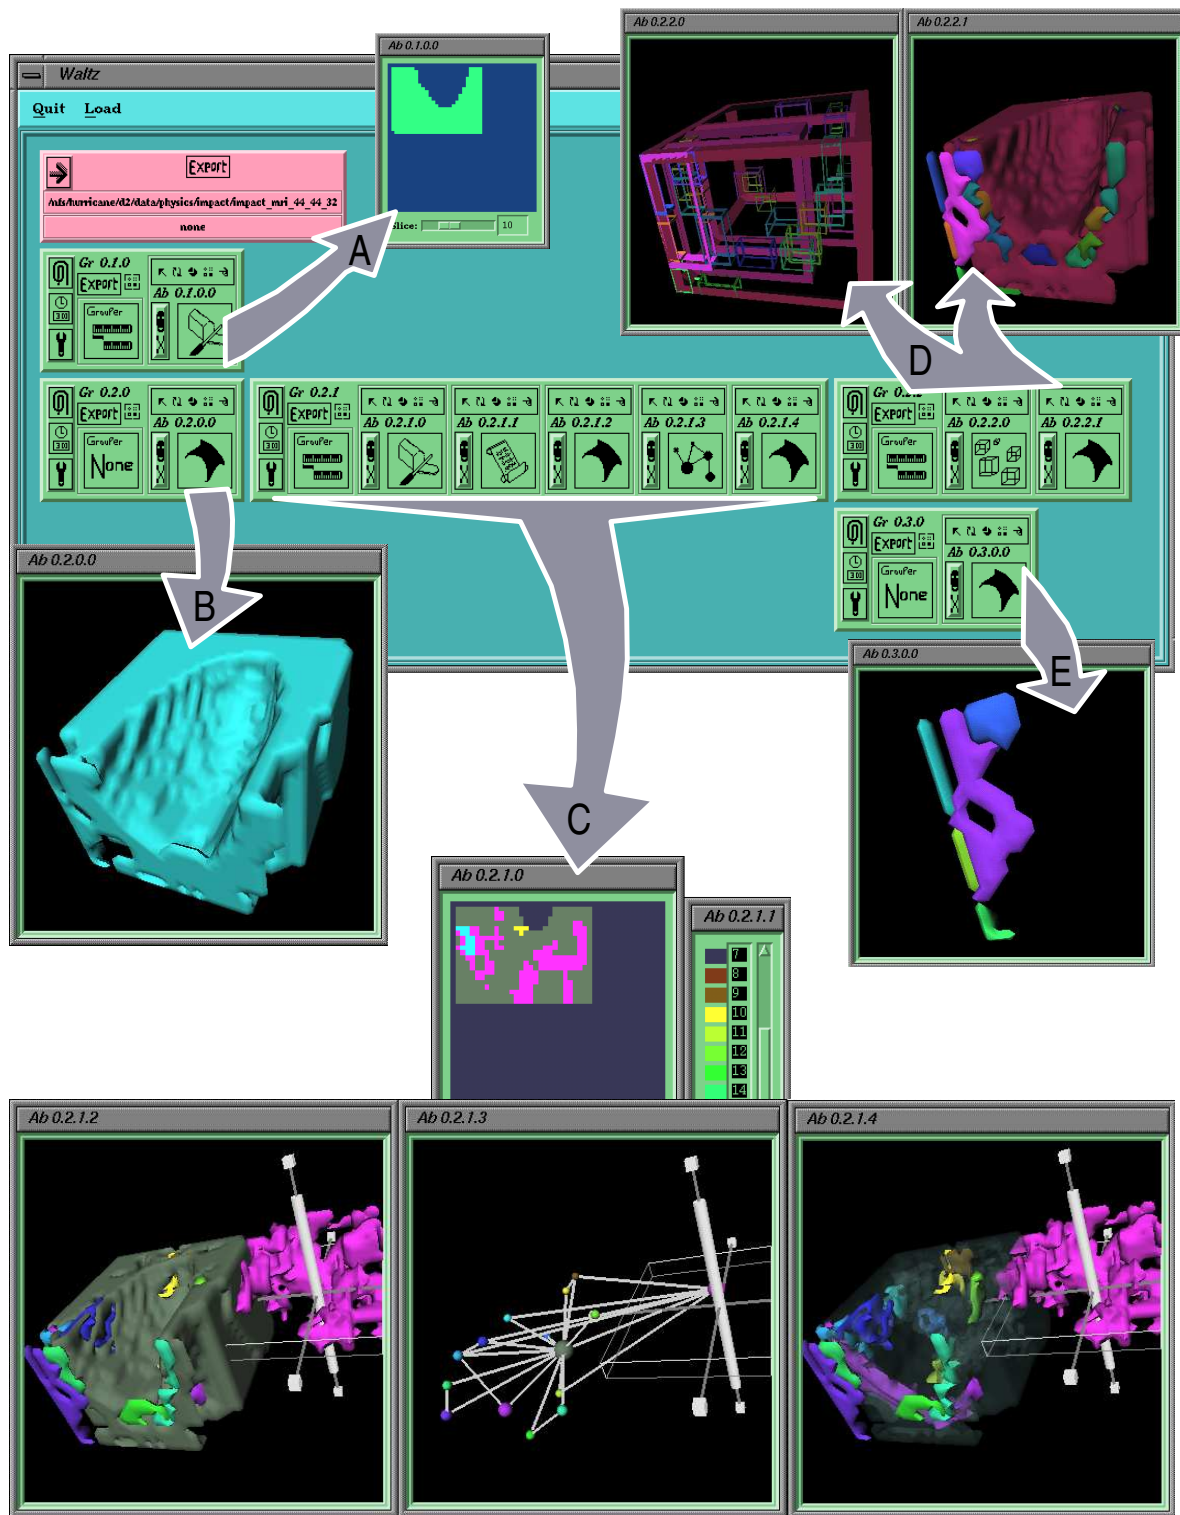 Ab 0.2.2.0
Ab 0.2.2.1
Ab 0.1.0.0
Waltz
Quit Load
Export
/nfs/hurricane/d2/data/physics/impact/impact_mri_44_44_32
none
slice: 10
A
Gr 0.1.0
Export
Ab 0.1.0.0
Grouper
D
Gr 0.2.0
Export
Ab 0.2.0.0
Grouper
None
Gr 0.2.1
Export
Ab 0.2.1.0
Ab 0.2.1.1
Ab 0.2.1.2
Ab 0.2.1.3
Ab 0.2.1.4
Grouper
Export
Ab 0.2.2.0
Ab 0.2.2.1
Grouper
Gr 0.3.0
Export
Ab 0.3.0.0
Grouper
None
Ab 0.2.0.0
B
Ab 0.3.0.0
E
C
Ab 0.2.1.0
Ab 0.2.1.1
7
8
9
10
11
12
13
14
Ab 0.2.1.2
Ab 0.2.1.3
Ab 0.2.1.4